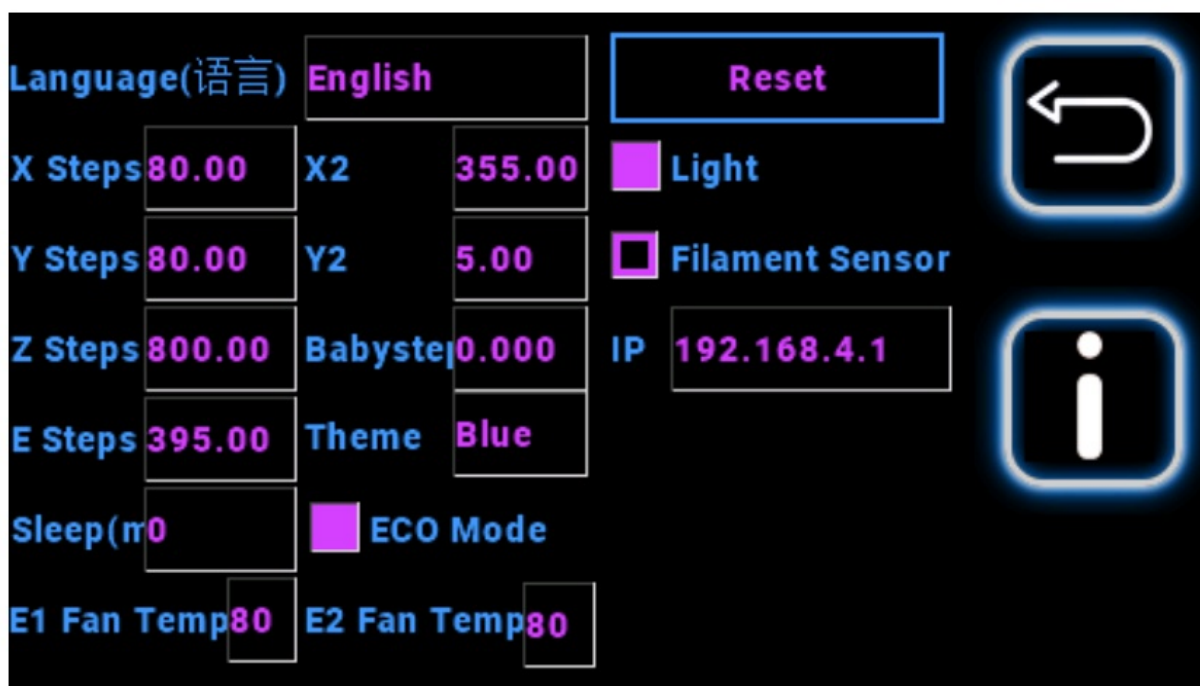 Language(语言) English Reset
X Steps 80.00 X2 355.00 Light
Y Steps 80.00 Y2 5.00 Filament Sensor
Z Steps 800.00 Babystep 0.000 IP 192.168.4.1
E Steps 395.00 Theme Blue
Sleep(m 0 ECO Mode
E1 Fan Temp 80 E2 Fan Temp 80